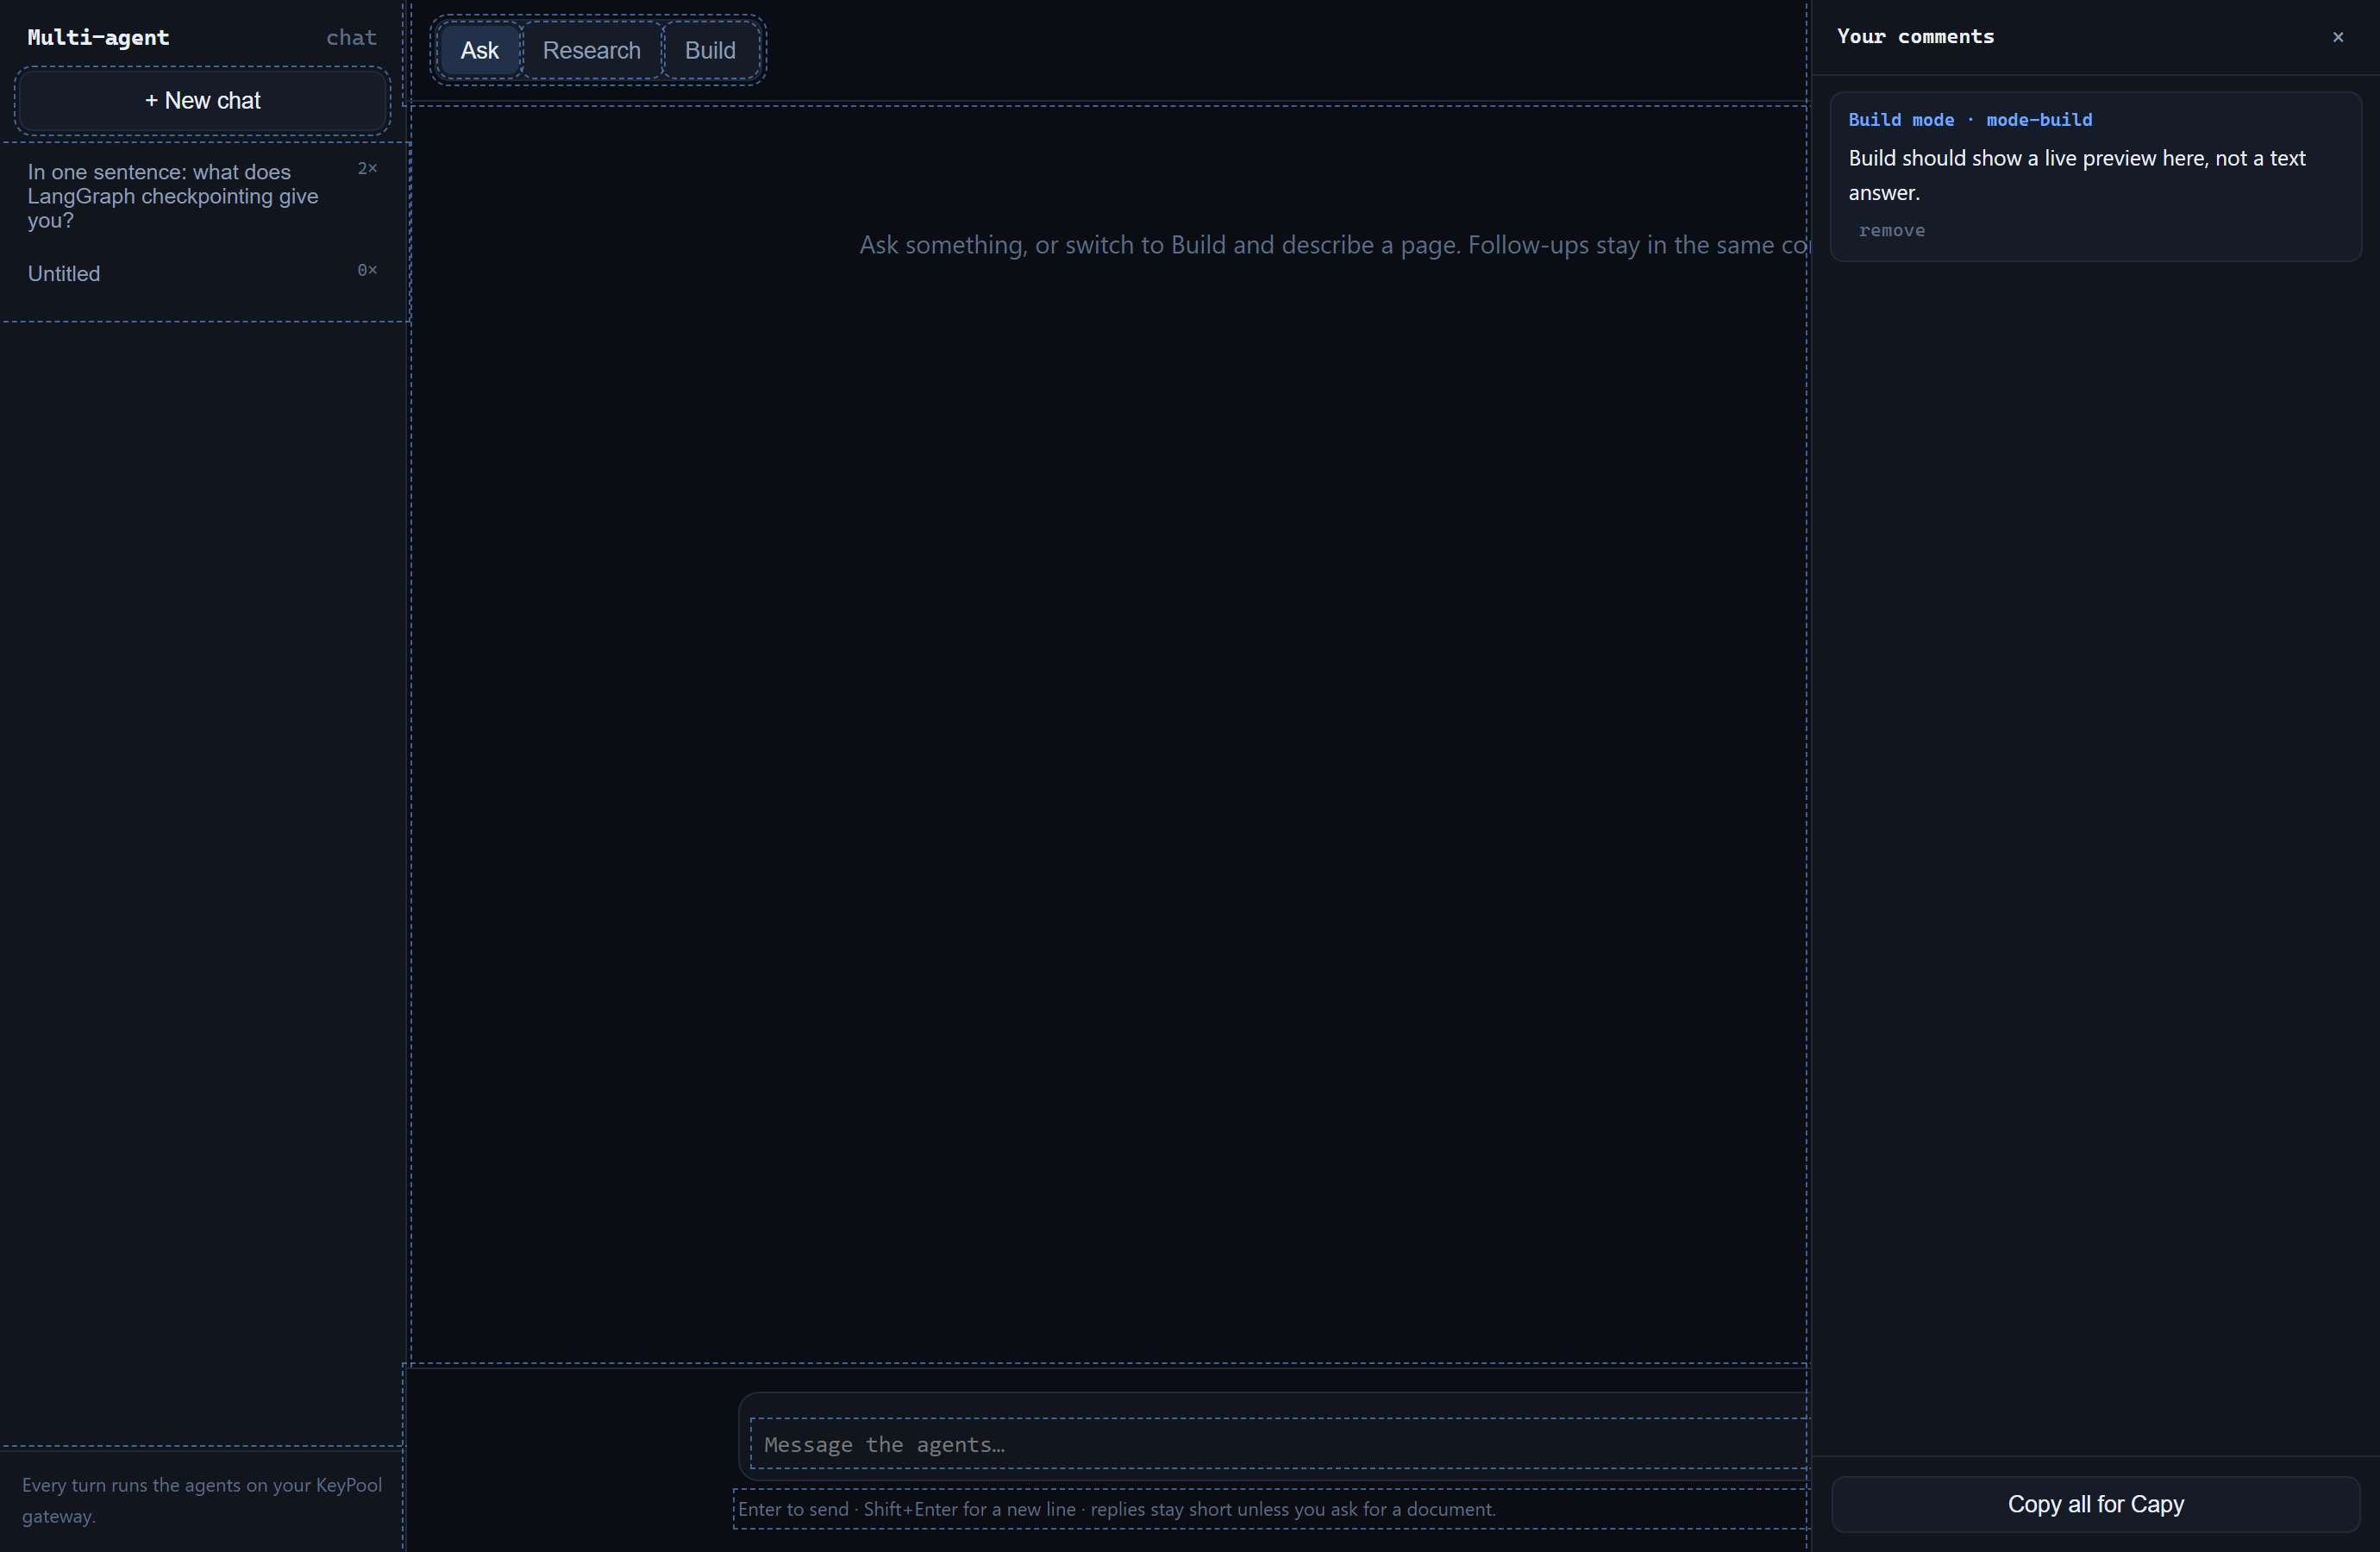 Multi-agent
chat
+ New chat
In one sentence: what does
LangGraph checkpointing give
you?
2×
Untitled
0×
Every turn runs the agents on your KeyPool
gateway.
Ask
Research
Build
Ask something, or switch to Build and describe a page. Follow-ups stay in the same
Message the agents…
Enter to send · Shift+Enter for a new line · replies stay short unless you ask for a document.
Your comments
×
Build mode · mode-build
Build should show a live preview here, not a text
answer.
remove
Copy all for Capy